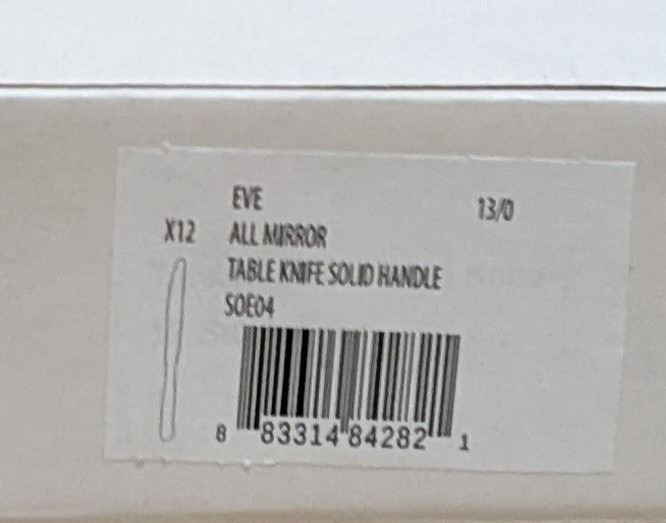 EVE 13/0
X12 ALL MIRROR
TABLE KNIFE SOLID HANDLE
SOE04
8 83314 84282 1